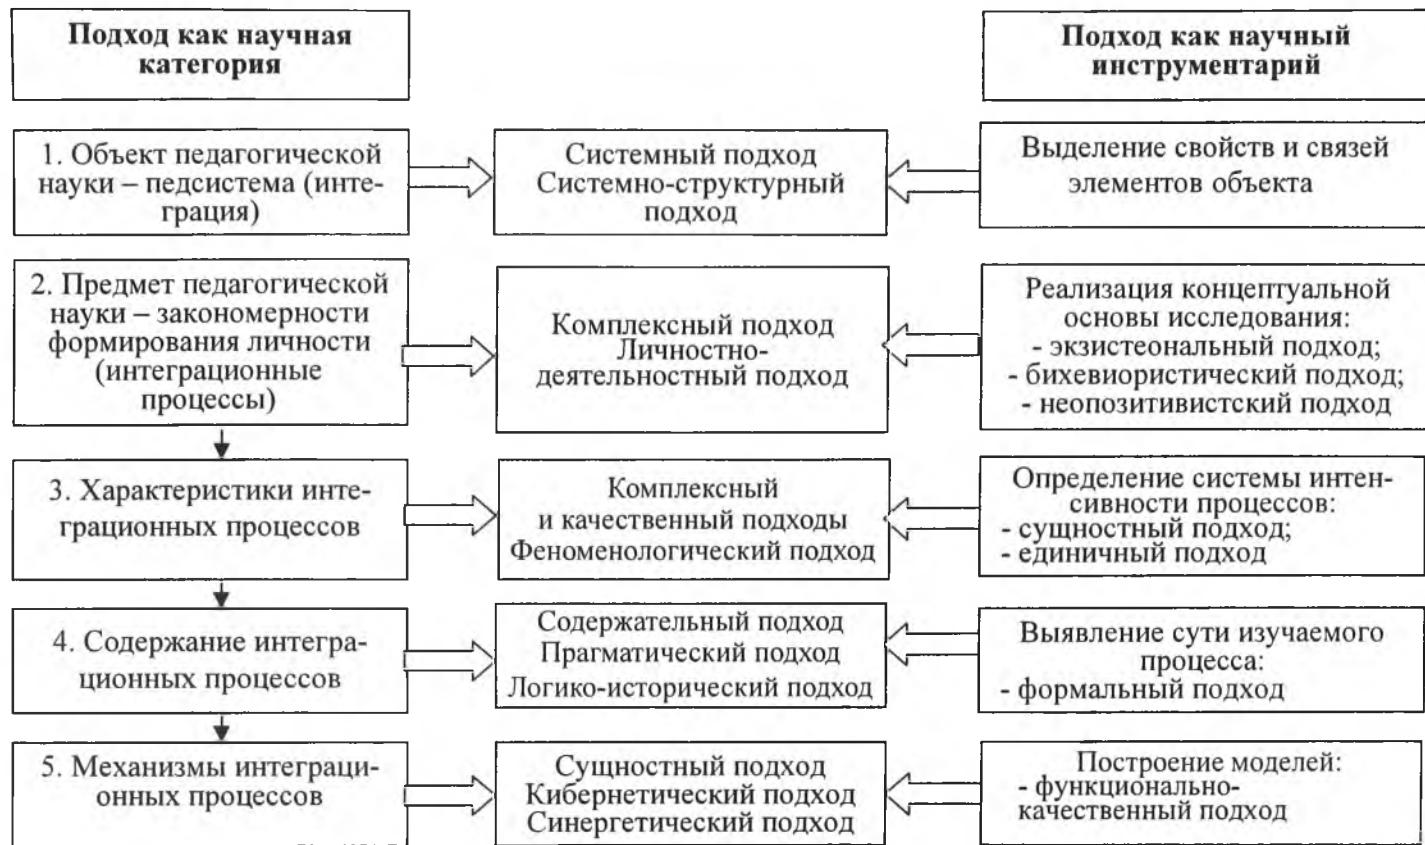 Подход как научная
категория
Подход как научный
инструментарий
1. Объект педагогической
науки – педсистема (инте-
грация)
Системный подход
Системно-структурный
подход
Выделение свойств и связей
элементов объекта
2. Предмет педагогической
науки – закономерности
формирования личности
(интеграционные
процессы)
Комплексный подход
Личностно-
деятельностный подход
Реализация концептуальной
основы исследования:
- экзистеональный подход;
- бихевиористический подход;
- неопозитивистский подход
3. Характеристики инте-
грационных процессов
Комплексный
и качественный подходы
Феноменологический подход
Определение системы интен-
сивности процессов:
- сущностный подход;
- единичный подход
4. Содержание интегра-
ционных процессов
Содержательный подход
Прагматический подход
Логико-исторический подход
Выявление сути изучаемого
процесса:
- формальный подход
5. Механизмы интеграци-
онных процессов
Сущностный подход
Кибернетический подход
Синергетический подход
Построение моделей:
- функционально-
качественный подход